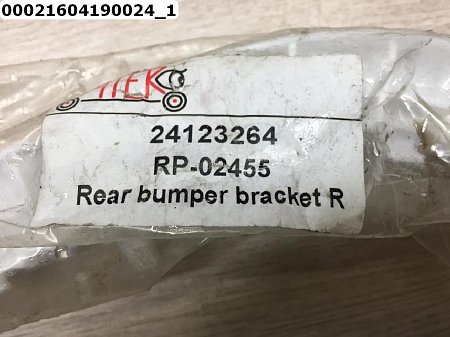 00021604190024_1
24123264
RP-02455
Rear bumper bracket R